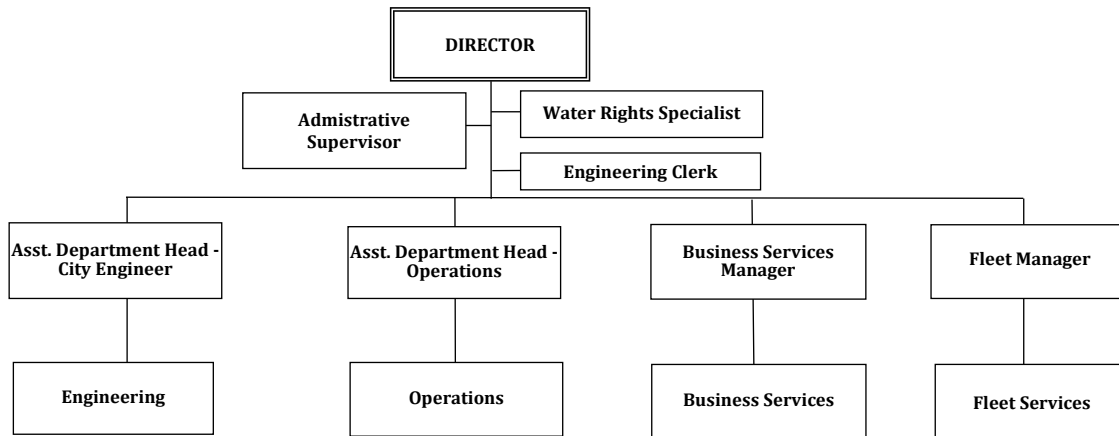 DIRECTOR
Water Rights Specialist
Admistrative
Supervisor
Engineering Clerk
Asst. Department Head -
City Engineer
Asst. Department Head -
Operations
Business Services
Manager
Fleet Manager
Engineering
Operations
Business Services
Fleet Services